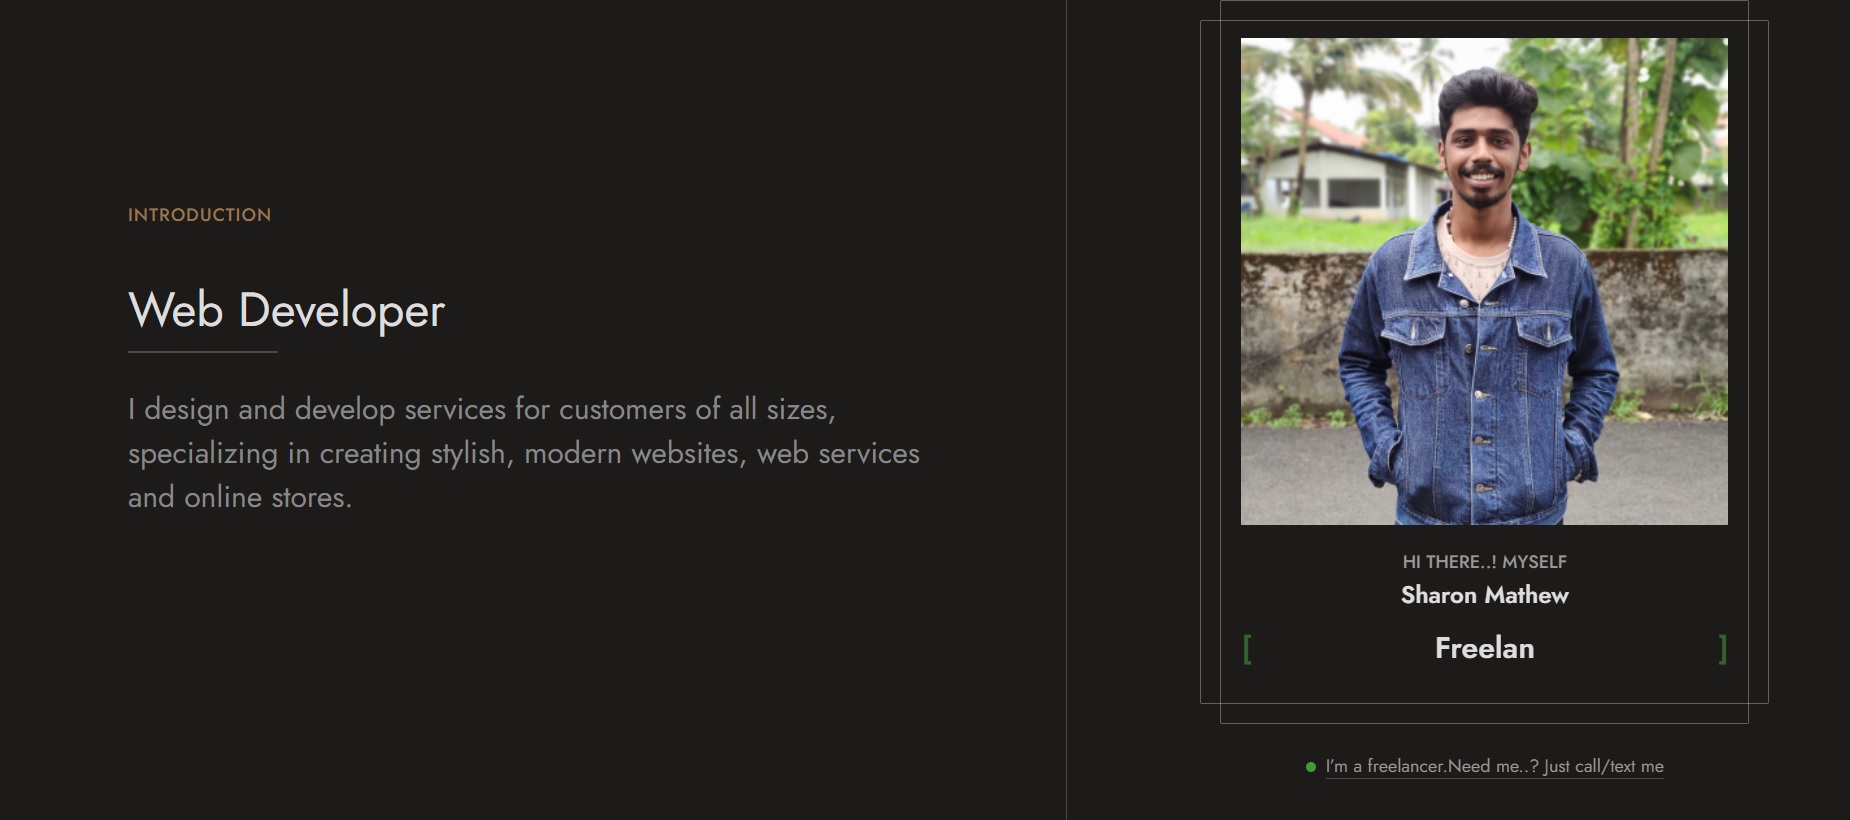 INTRODUCTION
Web Developer
I design and develop services for customers of all sizes,
specializing in creating stylish, modern websites, web services
and online stores.
HI THERE..! MYSELF
Sharon Mathew
[ Freelan ]
I'm a freelancer.Need me..? Just call/text me